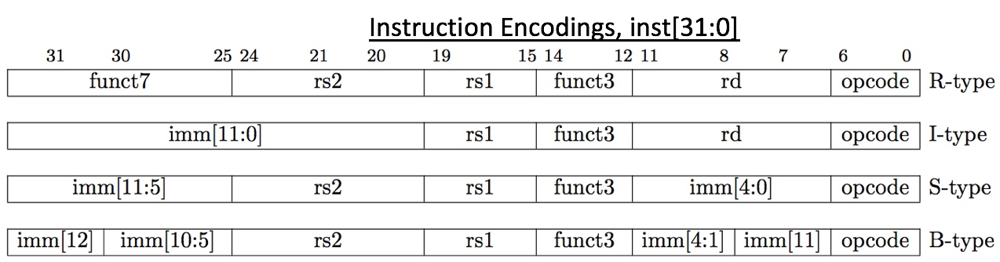 Instruction Encodings, inst[31:0]
31 30 25 24 21 20 19 15 14 12 11 8 7 6 0
funct7 rs2 rs1 funct3 rd opcode R-type
imm[11:0] rs1 funct3 rd opcode I-type
imm[11:5] rs2 rs1 funct3 imm[4:0] opcode S-type
imm[12] imm[10:5] rs2 rs1 funct3 imm[4:1] imm[11] opcode B-type